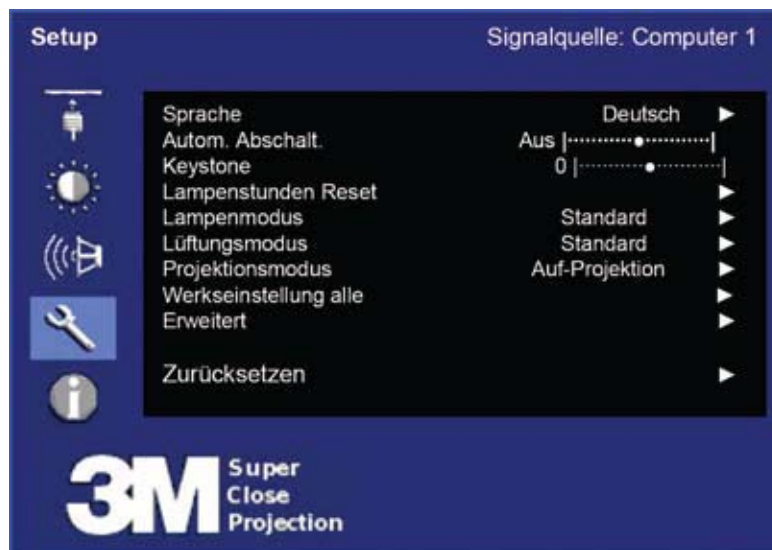 Setup Signalquelle: Computer 1
Sprache Deutsch
Autom. Abschalt. Aus
Keystone 0
Lampenstunden Reset
Lampenmodus Standard
Lüftungsmodus Standard
Projektionsmodus Auf-Projektion
Werkseinstellung alle
Erweitert
Zurücksetzen
3M Super
Close
Projection